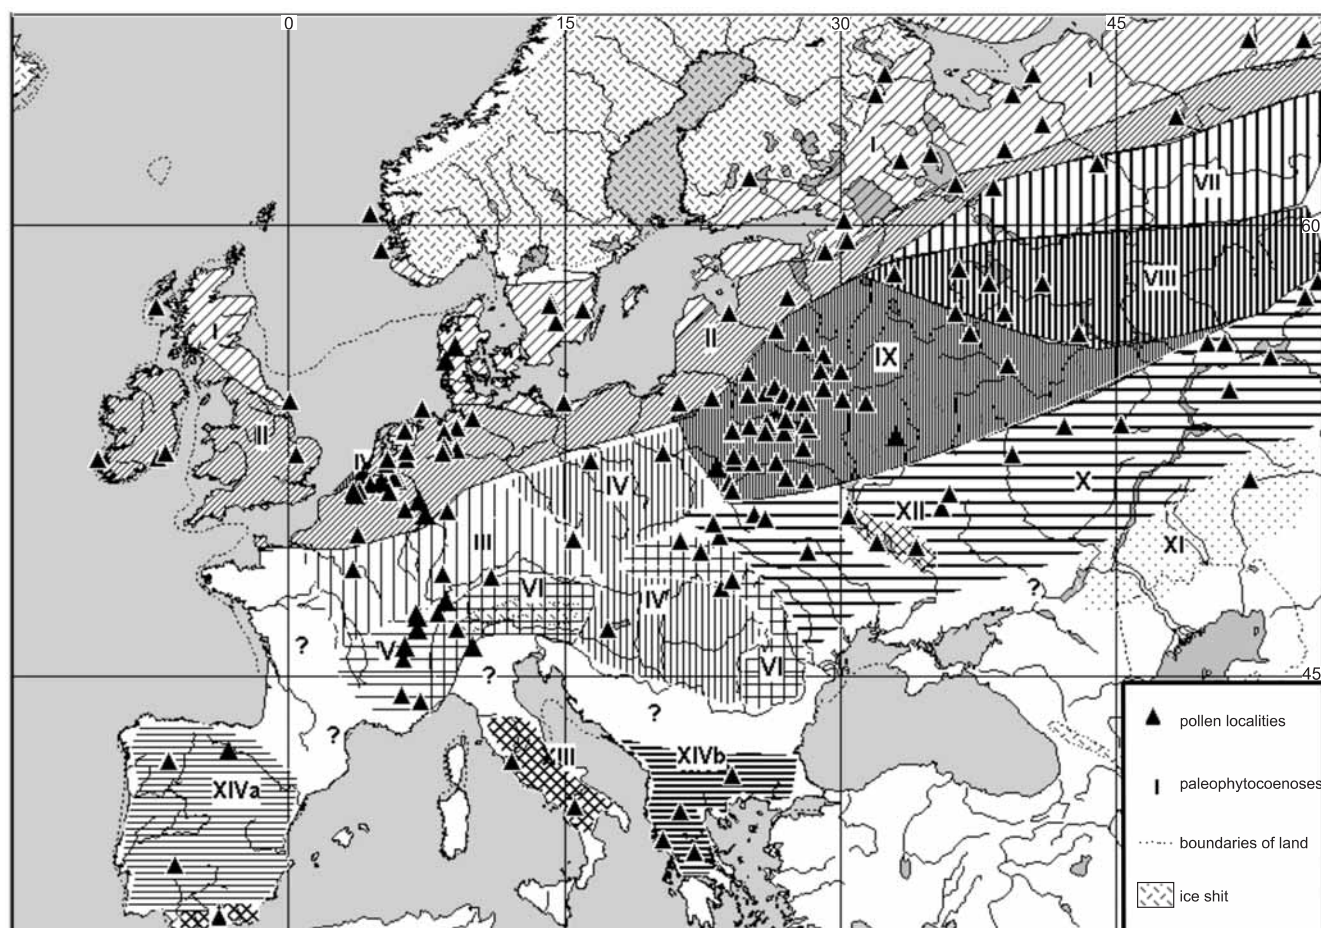 0 15 30 45
I
I
VII
60
VIII
I
II
IX
II
IV
IV
X
XII
III
XI
VI
IV
?
?
V
VI
?
45
?
?
pollen localities
XIII
XIVb
I paleophytocoenoses
XIVa
boundaries of land
ice shit